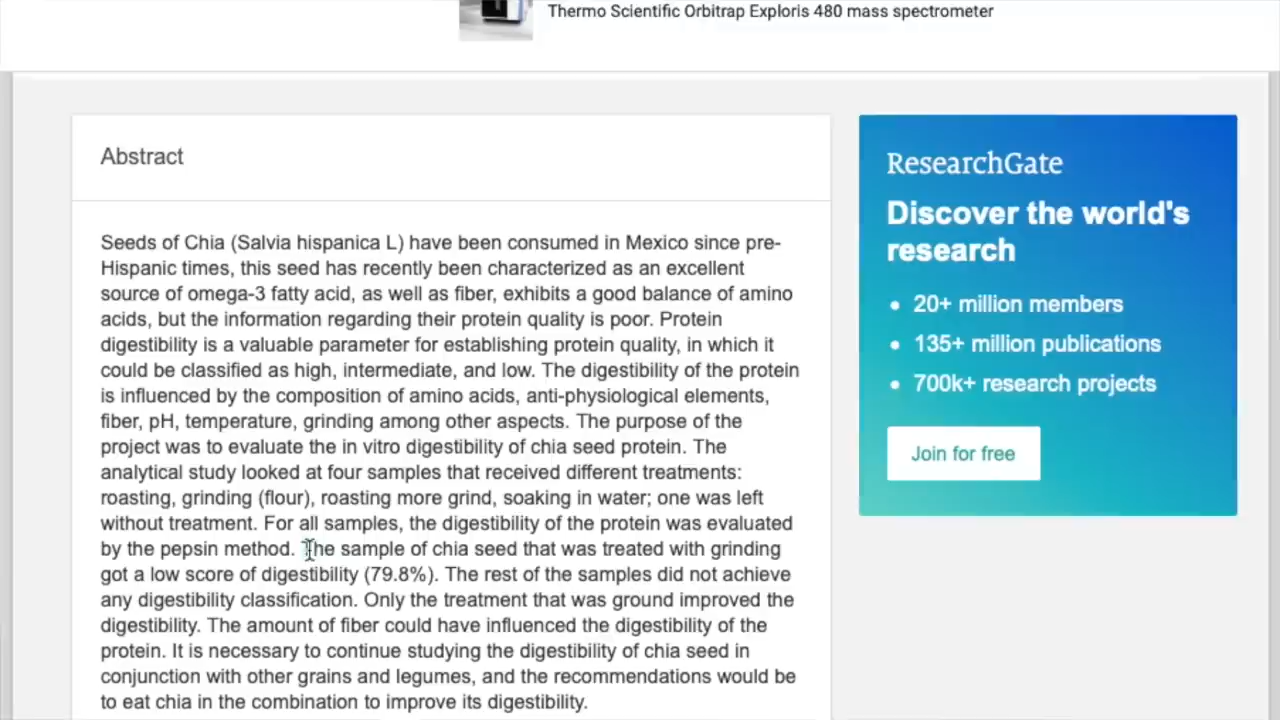 Thermo Scientific Orbitrap Exploris 480 mass spectrometer
Abstract
Seeds of Chia (Salvia hispanica L) have been consumed in Mexico since pre-
Hispanic times, this seed has recently been characterized as an excellent
source of omega-3 fatty acid, as well as fiber, exhibits a good balance of amino
acids, but the information regarding their protein quality is poor. Protein
digestibility is a valuable parameter for establishing protein quality, in which it
could be classified as high, intermediate, and low. The digestibility of the protein
is influenced by the composition of amino acids, anti-physiological elements,
fiber, pH, temperature, grinding among other aspects. The purpose of the
project was to evaluate the in vitro digestibility of chia seed protein. The
analytical study looked at four samples that received different treatments:
roasting, grinding (flour), roasting more grind, soaking in water; one was left
without treatment. For all samples, the digestibility of the protein was evaluated
by the pepsin method. The sample of chia seed that was treated with grinding
got a low score of digestibility (79.8%). The rest of the samples did not achieve
any digestibility classification. Only the treatment that was ground improved the
digestibility. The amount of fiber could have influenced the digestibility of the
protein. It is necessary to continue studying the digestibility of chia seed in
conjunction with other grains and legumes, and the recommendations would be
to eat chia in the combination to improve its digestibility.
ResearchGate
Discover the world's
research
• 20+ million members
• 135+ million publications
• 700k+ research projects
Join for free